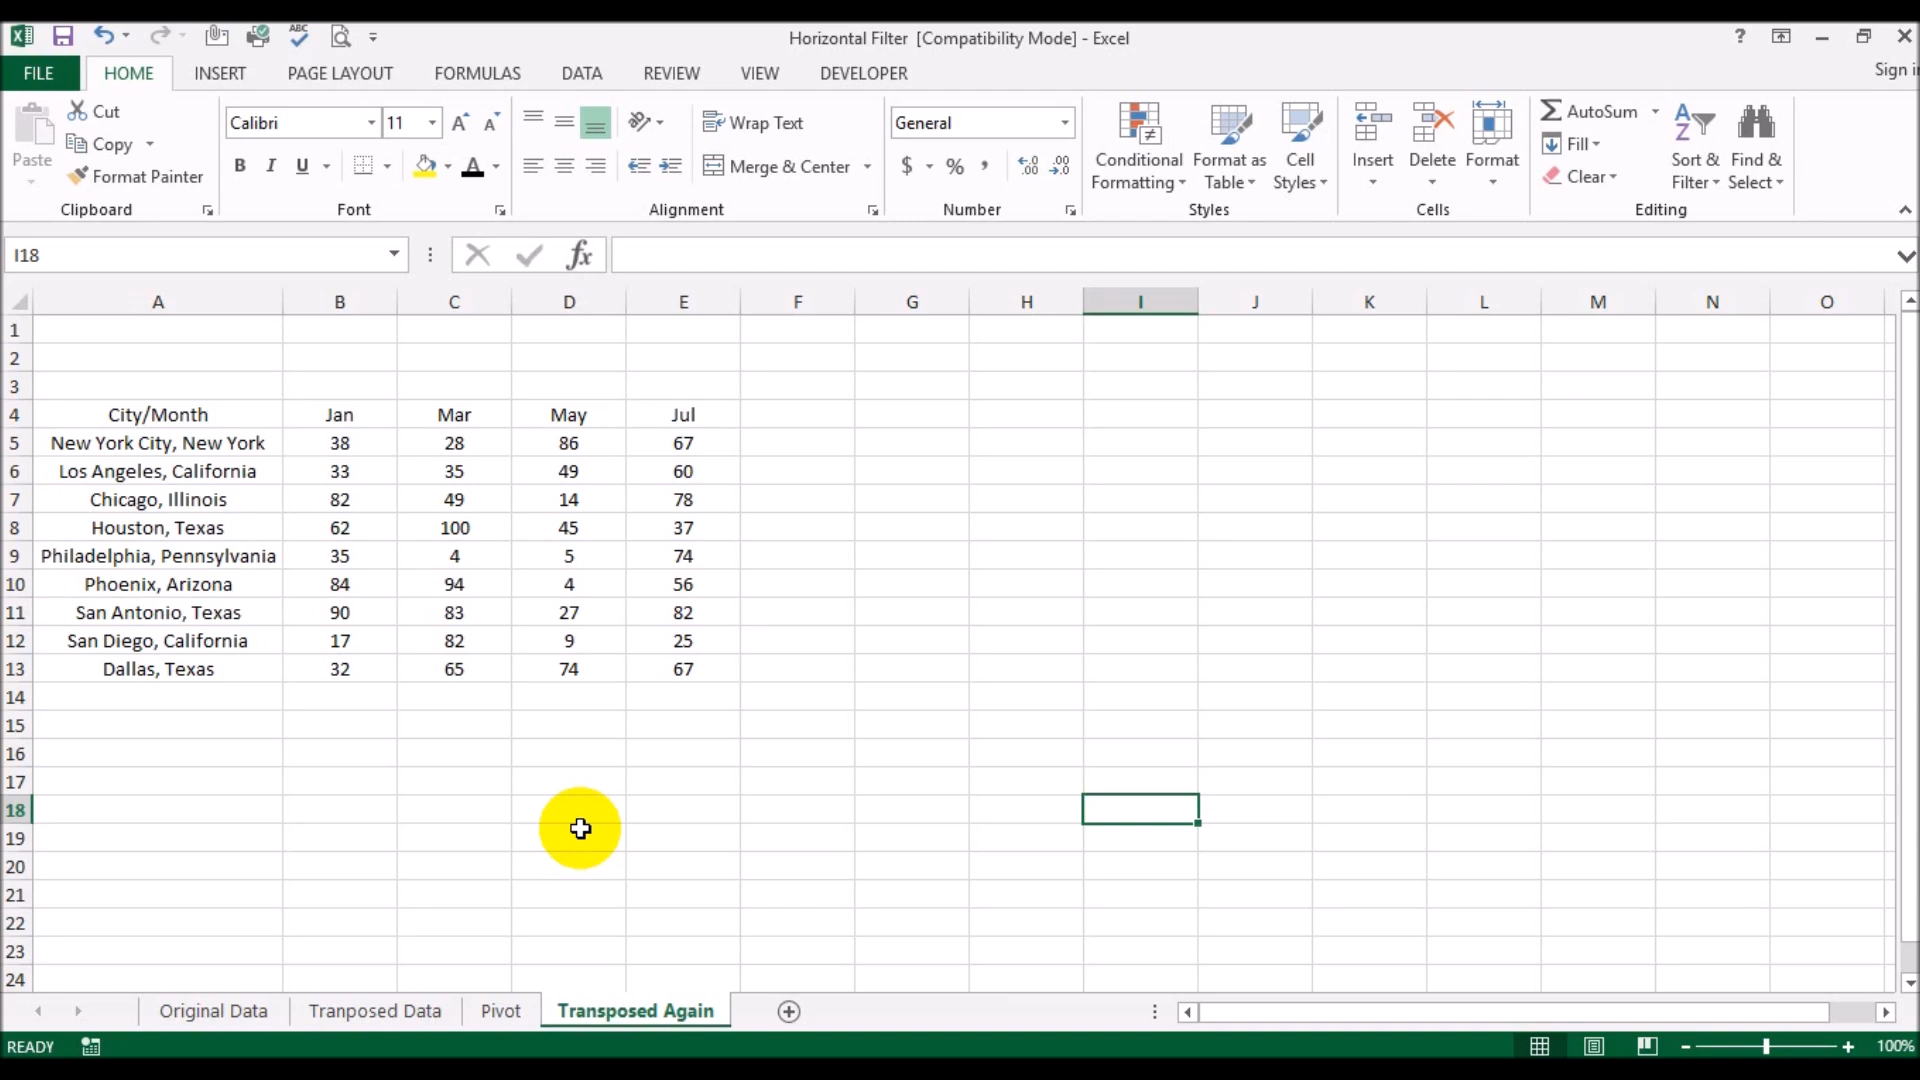 Horizontal Filter [Compatibility Mode] - Excel
?
Sign i
FILE HOME INSERT PAGE LAYOUT FORMULAS DATA REVIEW VIEW DEVELOPER
Paste
Cut
Copy
Format Painter
Clipboard
Calibri 11
B I U A
Font
Wrap Text
Merge & Center
Alignment
General
$ % ,
Number
Conditional Formatting
Format as Table
Cell Styles
Styles
Insert Delete Format
Cells
AutoSum
Fill
Clear
Sort & Filter
Find & Select
Editing
I18 fx
A B C D E F G H I J K L M N O
1
2
3
4 City/Month Jan Mar May Jul
5 New York City, New York 38 28 86 67
6 Los Angeles, California 33 35 49 60
7 Chicago, Illinois 82 49 14 78
8 Houston, Texas 62 100 45 37
9 Philadelphia, Pennsylvania 35 4 5 74
10 Phoenix, Arizona 84 94 4 56
11 San Antonio, Texas 90 83 27 82
12 San Diego, California 17 82 9 25
13 Dallas, Texas 32 65 74 67
14
15
16
17
18
19
20
21
22
23
24
Original Data Tranposed Data Pivot Transposed Again
READY 100%